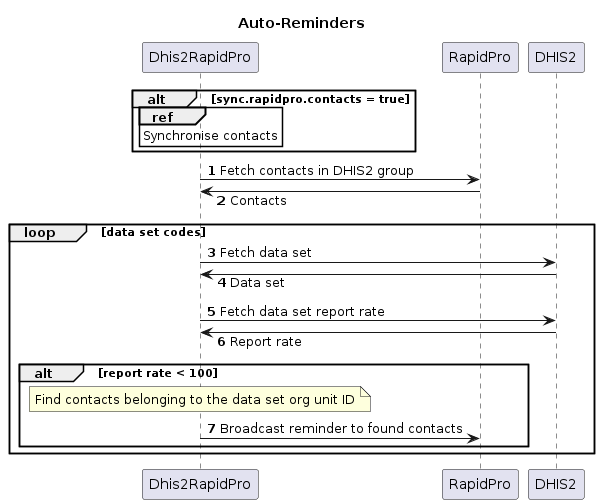 Auto-Reminders
Dhis2RapidPro
RapidPro
DHIS2
alt [sync.rapidpro.contacts = true]
ref
Synchronise contacts
1 Fetch contacts in DHIS2 group
2 Contacts
loop [data set codes]
3 Fetch data set
4 Data set
5 Fetch data set report rate
6 Report rate
alt [report rate < 100]
Find contacts belonging to the data set org unit ID
7 Broadcast reminder to found contacts
Dhis2RapidPro
RapidPro
DHIS2